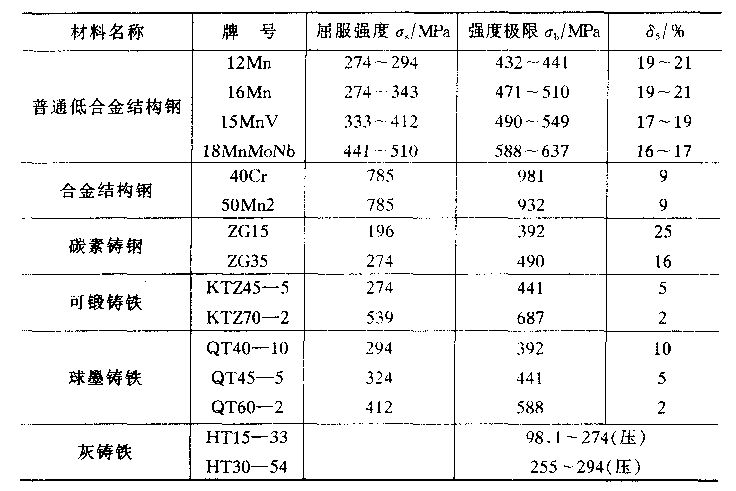 材料名称 牌 号 屈服强度 σs/MPa 强度极限 σb/MPa δ5/%
12Mn 274~294 432~441 19~21
16Mn 274~343 471~510 19~21
普通低合金结构钢
15MnV 333~412 490~549 17~19
18MnMoNb 441~510 588~637 16~17
40Cr 785 981 9
合金结构钢
50Mn2 785 932 9
ZG15 196 392 25
碳素铸钢
ZG35 274 490 16
KTZ45—5 274 441 5
可锻铸铁
KTZ70—2 539 687 2
QT40—10 294 392 10
球墨铸铁 QT45—5 324 441 5
QT60—2 412 588 2
HT15—33 98.1~274(压)
灰铸铁
HT30—54 255~294(压)